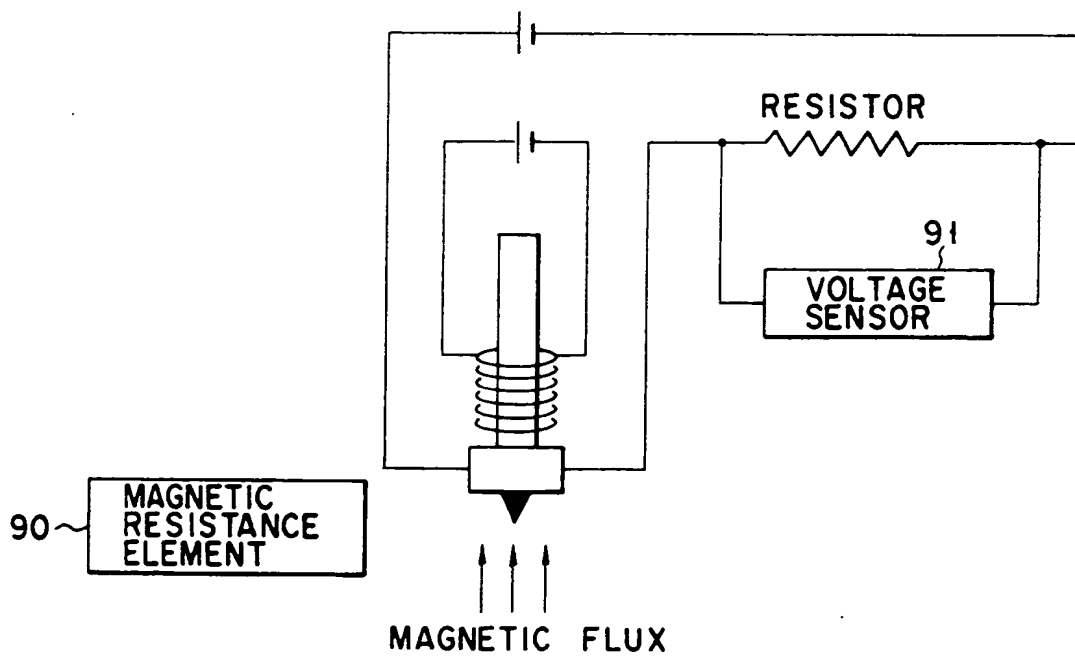 RESISTOR
91
VOLTAGE
SENSOR
90
MAGNETIC
RESISTANCE
ELEMENT
MAGNETIC FLUX